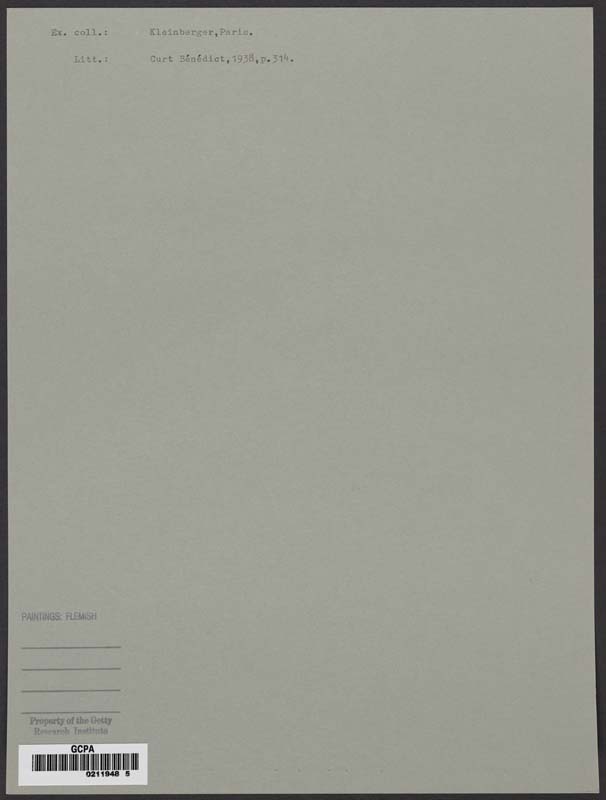 Ex. coll.: Kleinberger,Paris.
Litt.: Curt Bénédict,1938,p.314.
PAINTINGS: FLEMISH
Property of the Getty
Research Institute
GCPA
0211948 5